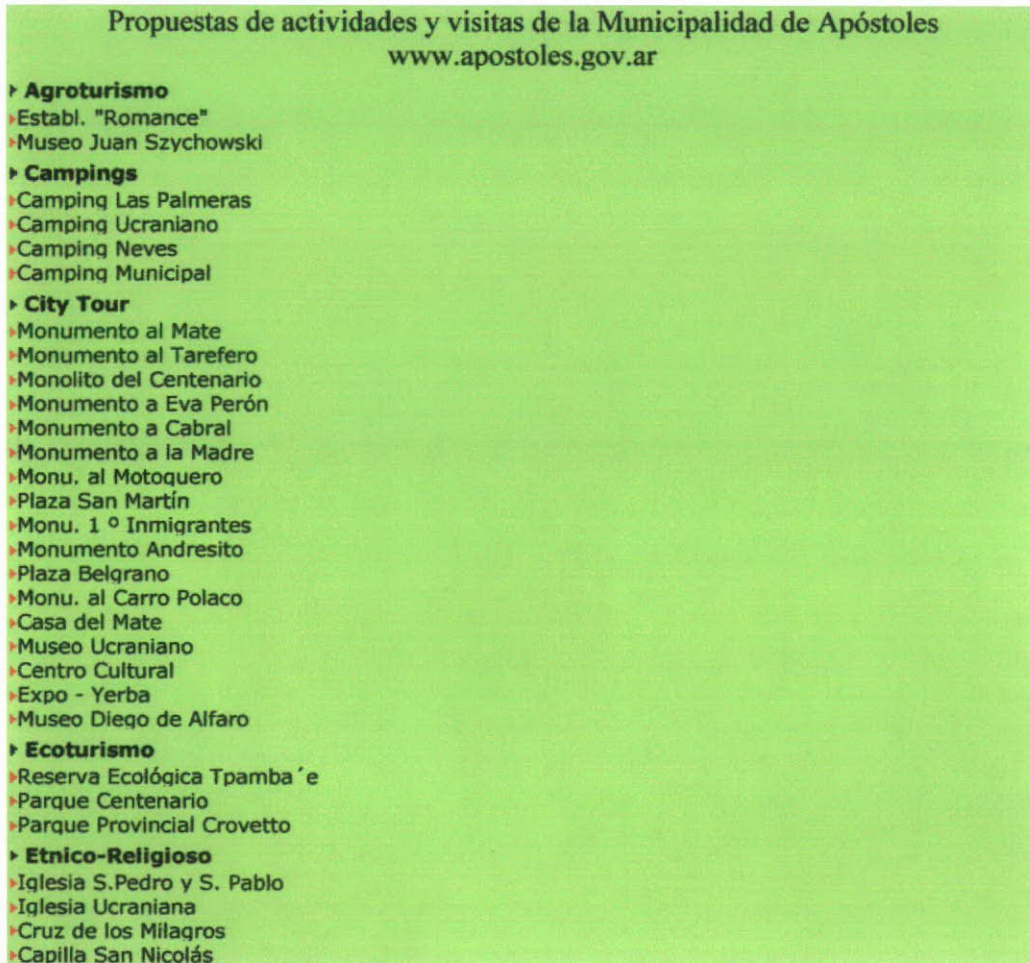 Propuestas de actividades y visitas de la Municipalidad de Apóstoles
www.apostoles.gov.ar
Agroturismo
Establ. "Romance"
Museo Juan Szychowski
Campings
Camping Las Palmeras
Camping Ucraniano
Camping Neves
Camping Municipal
City Tour
Monumento al Mate
Monumento al Tarefero
Monolito del Centenario
Monumento a Eva Perón
Monumento a Cabral
Monumento a la Madre
Monu. al Motoquero
Plaza San Martín
Monu. 1 º Inmigrantes
Monumento Andresito
Plaza Belgrano
Monu. al Carro Polaco
Casa del Mate
Museo Ucraniano
Centro Cultural
Expo - Yerba
Museo Diego de Alfaro
Ecoturismo
Reserva Ecológica Tpamba´e
Parque Centenario
Parque Provincial Crovetto
Etnico-Religioso
Iglesia S.Pedro y S. Pablo
Iglesia Ucraniana
Cruz de los Milagros
Capilla San Nicolás